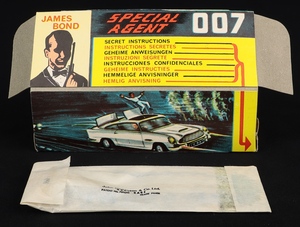 JAMES
BOND
SPECIAL
AGENT
007
SECRET INSTRUCTIONS
INSTRUCTIONS SECRETES
GEHEIME ANWEISUNGEN
INSTRUZIONI SEGRETE
INSTRUCCIONES CONFIDENCIALES
GEHEIME INSTRUCTIES
HEMMELIGE ANVISNINGER
HEMLIG ANVISNING